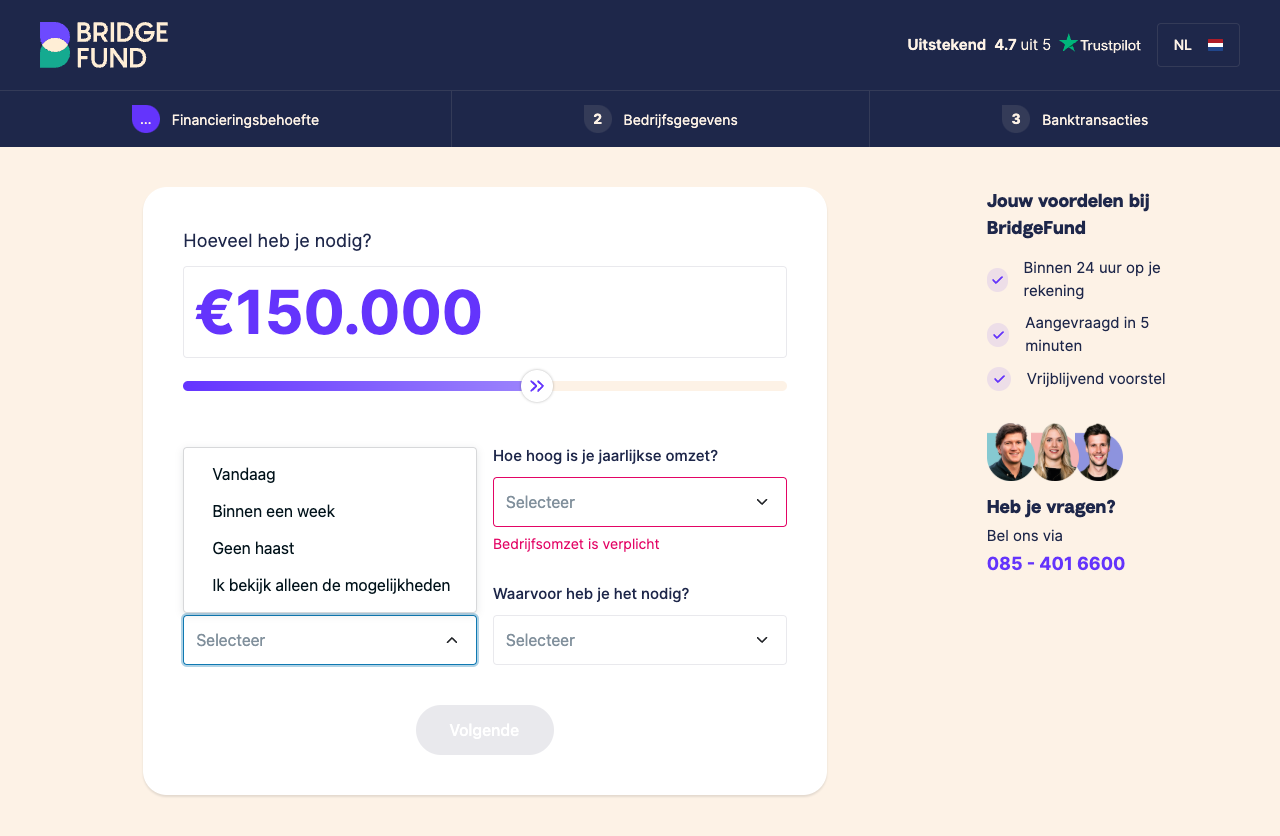 BRIDGE
FUND
Uitstekend 4.7 uit 5 Trustpilot
NL
... Financieringsbehoefte
2 Bedrijfsgegevens
3 Banktransacties
Hoeveel heb je nodig?
€150.000
Vandaag
Binnen een week
Geen haast
Ik bekijk alleen de mogelijkheden
Selecteer
Hoe hoog is je jaarlijkse omzet?
Selecteer
Bedrijfsomzet is verplicht
Waarvoor heb je het nodig?
Selecteer
Volgende
Jouw voordelen bij
BridgeFund
Binnen 24 uur op je
rekening
Aangevraagd in 5
minuten
Vrijblijvend voorstel
Heb je vragen?
Bel ons via
085 - 401 6600